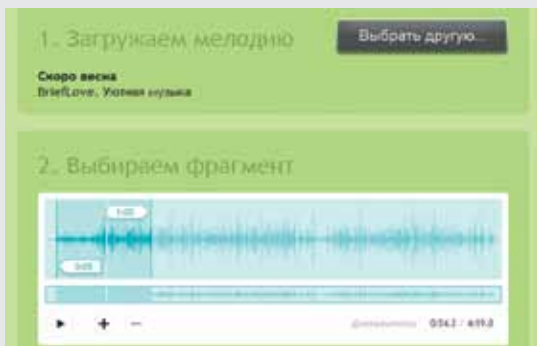 1. Загружаем мелодию
Выбрать другую...
Скоро весна
BriefLove. Уютная музыка
2. Выбираем фрагмент